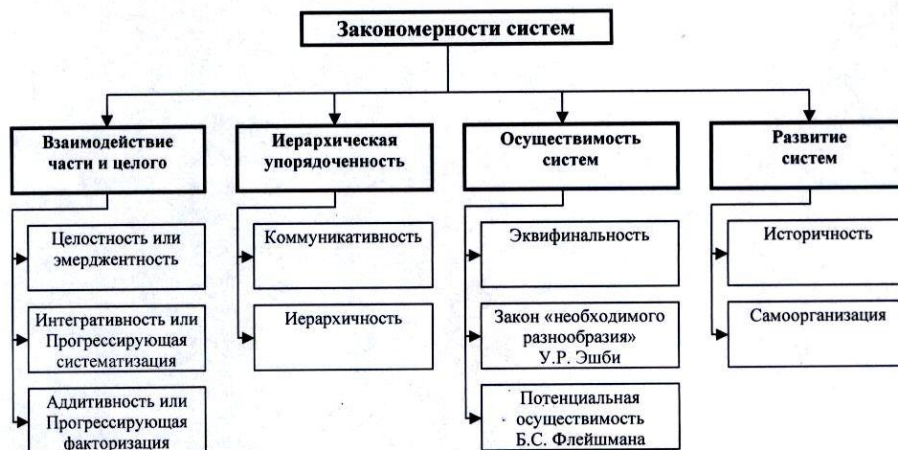 Закономерности систем
Взаимодействие
части и целого
Иерархическая
упорядоченность
Осуществимость
систем
Развитие
систем
Целостность или
эмерджентность
Коммуникативность
Эквифинальность
Историчность
Интегративность или
Прогрессирующая
систематизация
Иерархичность
Закон «необходимого
разнообразия»
У.Р. Эшби
Самоорганизация
Аддитивность или
Прогрессирующая
факторизация
Потенциальная
осуществимость
Б.С. Флейшмана